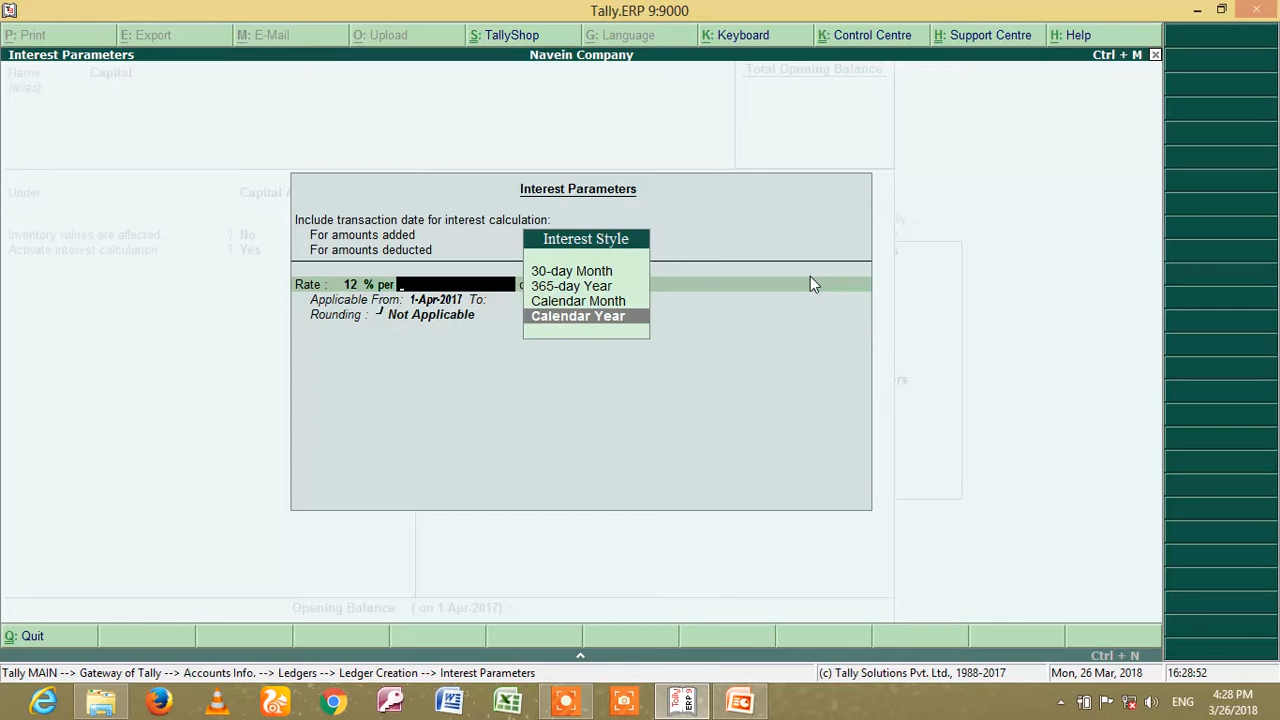 Tally.ERP 9:9000
P: Print
E: Export
M: E-Mail
O: Upload
S: TallyShop
G: Language
K: Keyboard
K: Control Centre
H: Support Centre
H: Help
Interest Parameters
Navein Company
Ctrl + M
Name Capital
(alias)
Total Opening Balance
Under Capital A
Inventory values are affected ? No
Activate interest calculation ? Yes
Interest Parameters
Include transaction date for interest calculation:
For amounts added
For amounts deducted
Rate : 12 % per
Applicable From: 1-Apr-2017 To:
Rounding : Not Applicable
Interest Style
30-day Month
365-day Year
Calendar Month
Calendar Year
Opening Balance ( on 1-Apr-2017) :
Q: Quit
Ctrl + N
Tally MAIN --> Gateway of Tally --> Accounts Info. --> Ledgers --> Ledger Creation --> Interest Parameters
(c) Tally Solutions Pvt. Ltd., 1988-2017
Mon, 26 Mar, 2018
16:28:52
ENG
4:28 PM
3/26/2018